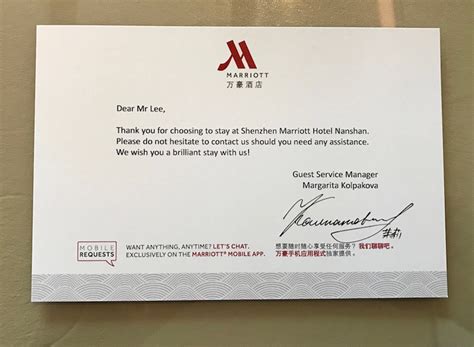 MARRIOTT
万豪酒店
Dear Mr Lee,
Thank you for choosing to stay at Shenzhen Marriott Hotel Nanshan.
Please do not hesitate to contact us should you need any assistance.
We wish you a brilliant stay with us!
Guest Service Manager
Margarita Kolpakova
MOBILE
REQUESTS
WANT ANYTHING, ANYTIME? LET'S CHAT.
EXCLUSIVELY ON THE MARRIOTT® MOBILE APP.
想要随时随心享受任何服务? 我们聊聊吧。
万豪手机应用程式独家提供。